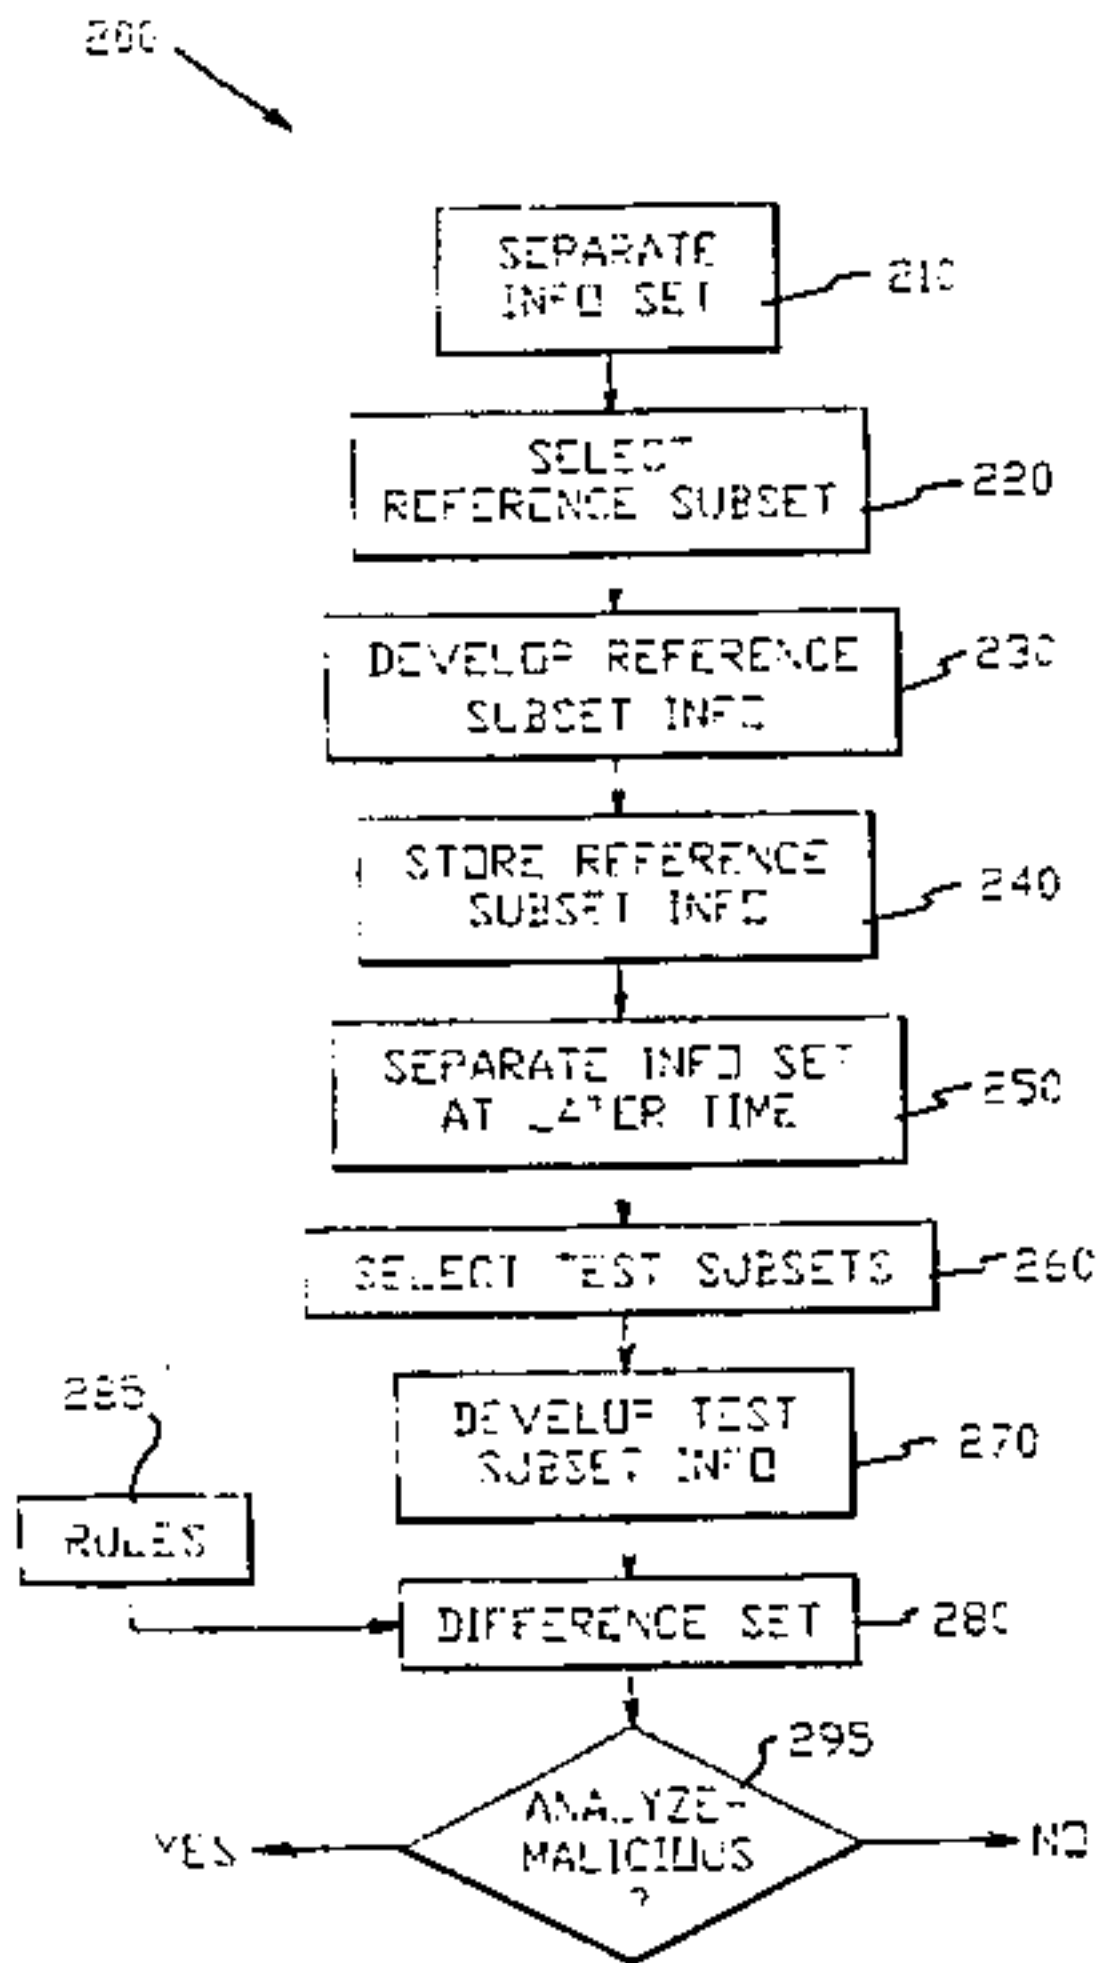 200
SEPARATE
INFO SET
210
SELECT
REFERENCE SUBSET
220
DEVELOP REFERENCE
SUBSET INFO
230
STORE REFERENCE
SUBSET INFO
240
SEPARATE INFO SET
AT LATER TIME
250
SELECT TEST SUBSETS
260
DEVELOP TEST
SUBSET INFO
270
285
RULES
DIFFERENCE SET
280
295
ANALYZE-
MALICIOUS
?
YES
NO